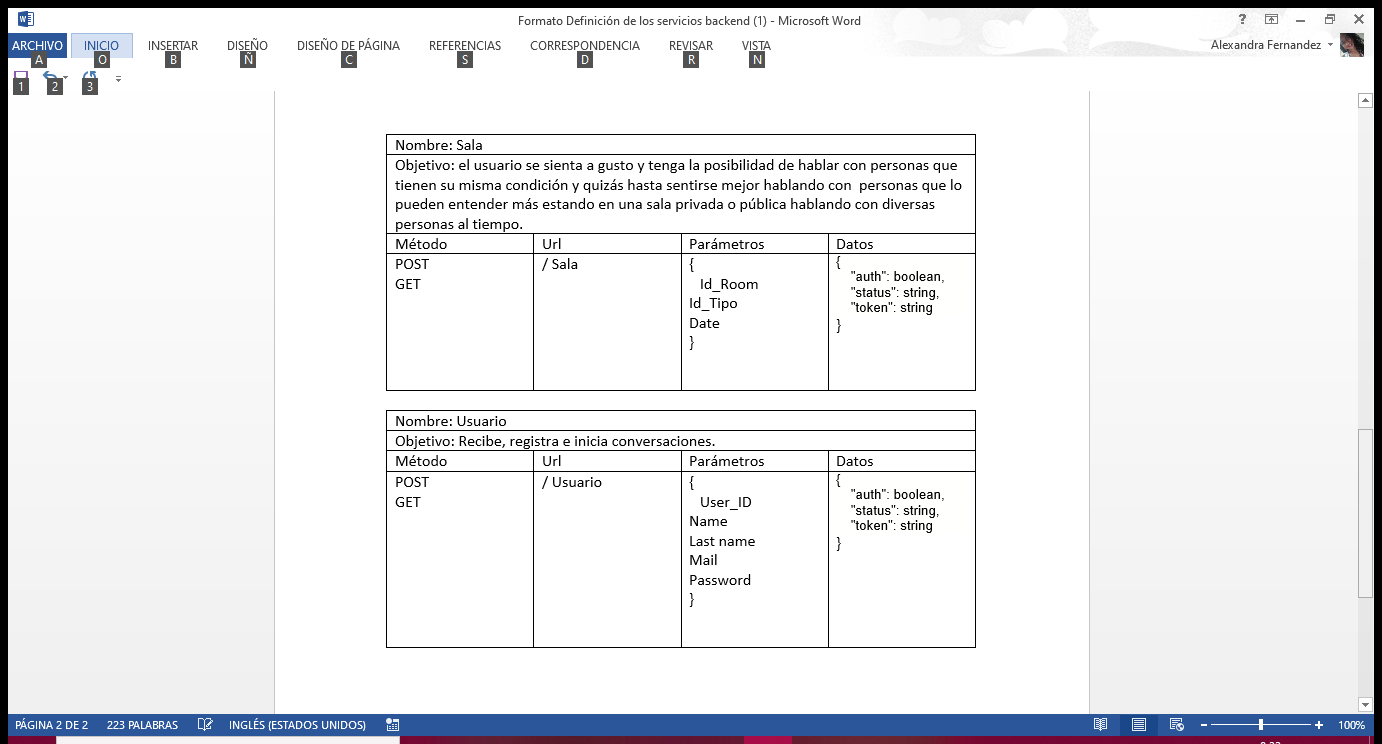 Formato Definición de los servicios backend (1) - Microsoft Word
?
ARCHIVO INICIO INSERTAR DISEÑO DISEÑO DE PÁGINA REFERENCIAS CORRESPONDENCIA REVISAR VISTA Alexandra Fernandez
A O B Ñ C S D R N
1 2 3
Nombre: Sala
Objetivo: el usuario se sienta a gusto y tenga la posibilidad de hablar con personas que
tienen su misma condición y quizás hasta sentirse mejor hablando con  personas que lo
pueden entender más estando en una sala privada o pública hablando con diversas
personas al tiempo.
Método Url Parámetros Datos
POST
GET
/ Sala
{
Id_Room
Id_Tipo
Date
}
{
"auth": boolean,
"status": string,
"token": string
}
Nombre: Usuario
Objetivo: Recibe, registra e inicia conversaciones.
Método Url Parámetros Datos
POST
GET
/ Usuario
{
User_ID
Name
Last name
Mail
Password
}
{
"auth": boolean,
"status": string,
"token": string
}
PÁGINA 2 DE 2 223 PALABRAS INGLÉS (ESTADOS UNIDOS) 100%